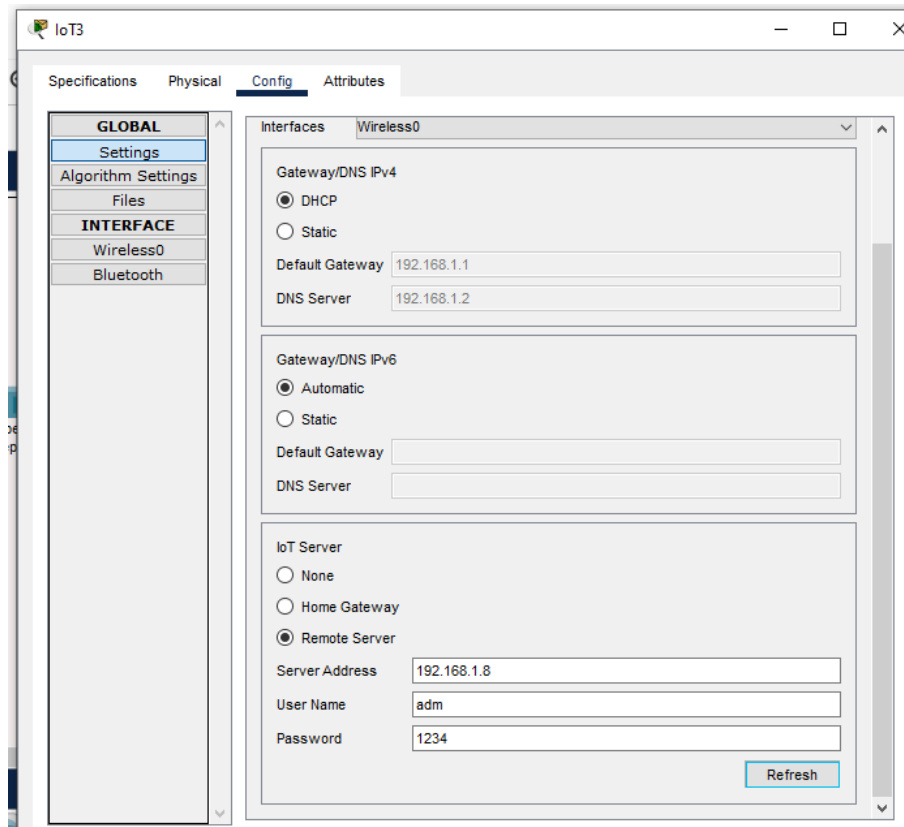 IoT3
Specifications Physical Config Attributes
GLOBAL
Settings
Algorithm Settings
Files
INTERFACE
Wireless0
Bluetooth
Interfaces Wireless0
Gateway/DNS IPv4
DHCP
Static
Default Gateway 192.168.1.1
DNS Server 192.168.1.2
Gateway/DNS IPv6
Automatic
Static
Default Gateway
DNS Server
IoT Server
None
Home Gateway
Remote Server
Server Address 192.168.1.8
User Name adm
Password 1234
Refresh